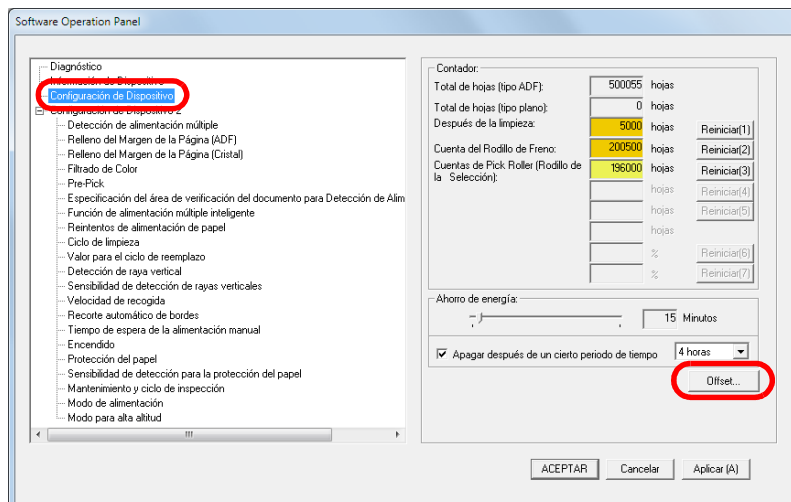 Software Operation Panel
Diagnóstico
Información de Dispositivo
Configuración de Dispositivo
Configuración de Dispositivo 2
Detección de alimentación múltiple
Relleno del Margen de la Página (ADF)
Relleno del Margen de la Página (Cristal)
Filtrado de Color
Pre-Pick
Especificación del área de verificación del documento para Detección de Alim
Función de alimentación múltiple inteligente
Reintentos de alimentación de papel
Ciclo de limpieza
Valor para el ciclo de reemplazo
Detección de raya vertical
Sensibilidad de detección de rayas verticales
Velocidad de recogida
Recorte automático de bordes
Tiempo de espera de la alimentación manual
Encendido
Protección del papel
Sensibilidad de detección para la protección del papel
Mantenimiento y ciclo de inspección
Modo de alimentación
Modo para alta altitud
Contador:
Total de hojas (tipo ADF): 500055 hojas
Total de hojas (tipo plano): 0 hojas
Después de la limpieza: 5000 hojas Reiniciar(1)
Cuenta del Rodillo de Freno: 200500 hojas Reiniciar(2)
Cuentas de Pick Roller (Rodillo de la Selección): 196000 hojas Reiniciar(3)
hojas Reiniciar(4)
hojas Reiniciar(5)
hojas
% Reiniciar(6)
% Reiniciar(7)
Ahorro de energía:
15 Minutos
Apagar después de un cierto periodo de tiempo 4 horas
Offset...
ACEPTAR Cancelar Aplicar (A)